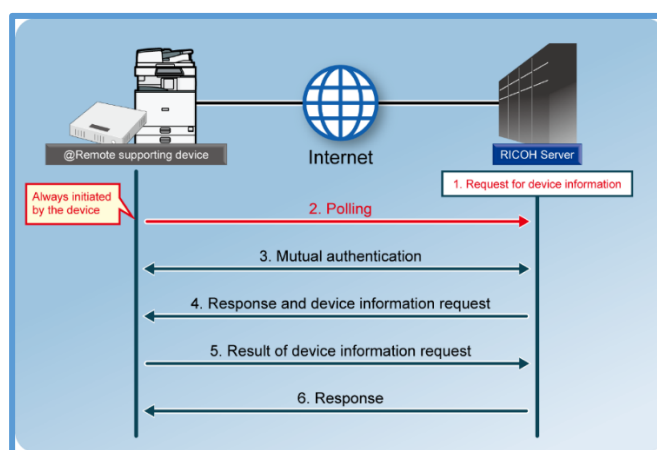 @Remote supporting device
Internet
RICOH Server
1. Request for device information
Always initiated
by the device
2. Polling
3. Mutual authentication
4. Response and device information request
5. Result of device information request
6. Response